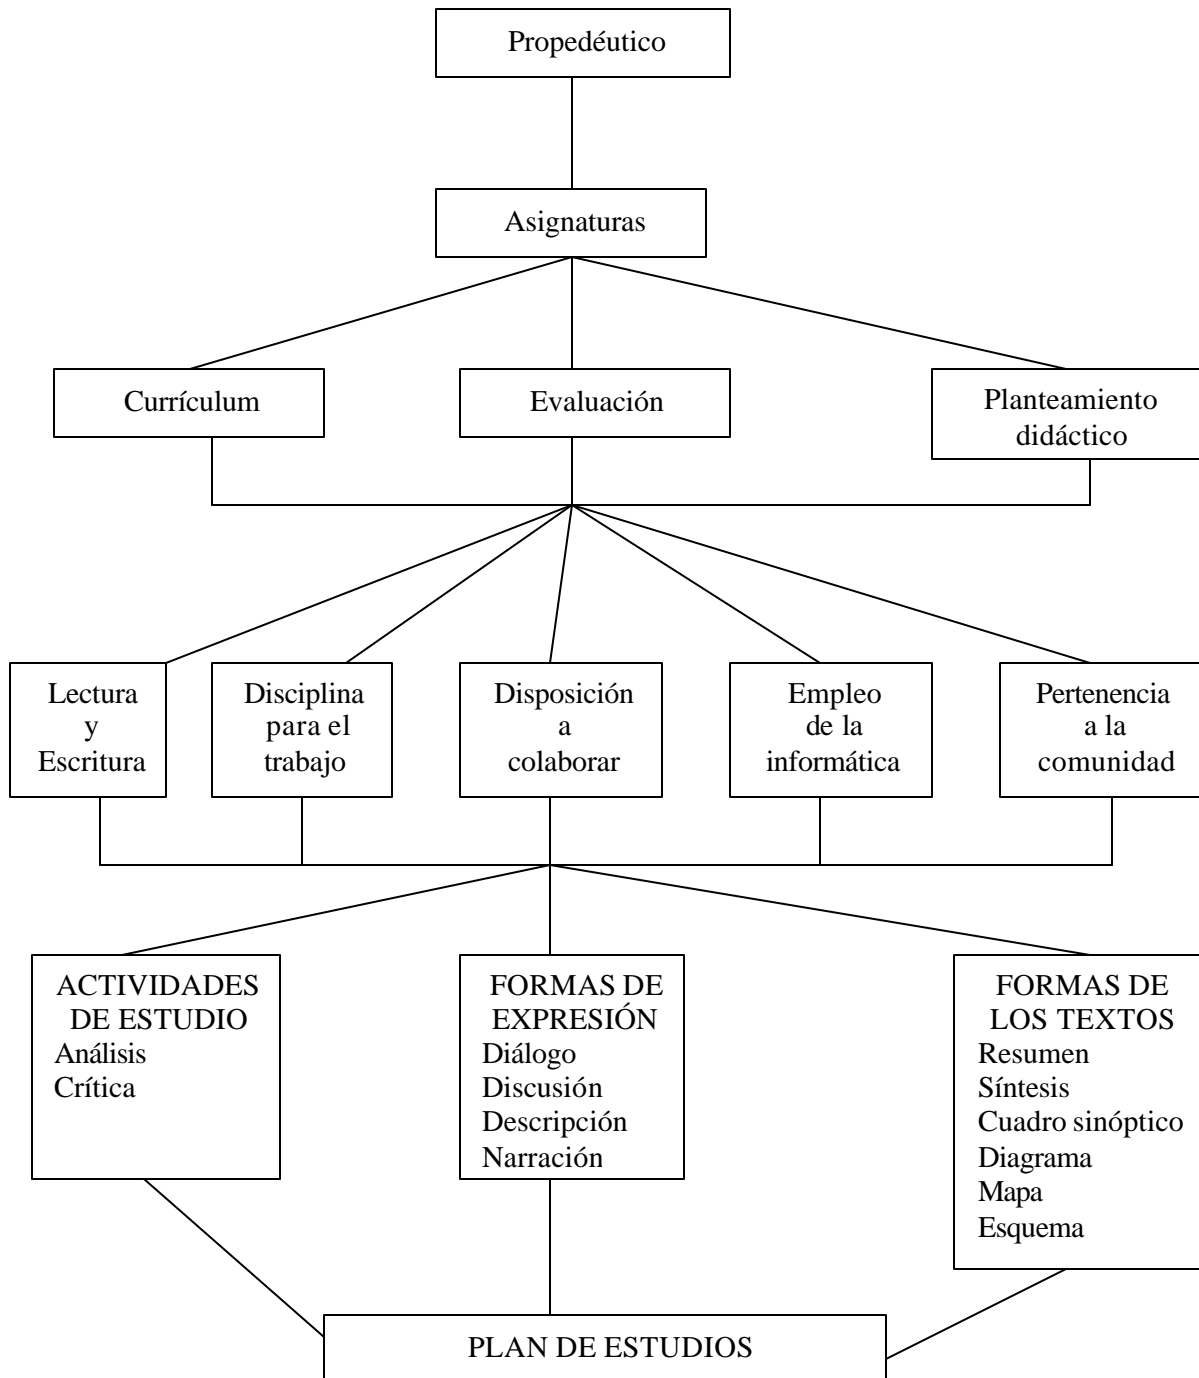 Propedéutico
Asignaturas
Currículum
Evaluación
Planteamiento
didáctico
Lectura
y
Escritura
Disciplina
para el
trabajo
Disposición
a
colaborar
Empleo
de la
informática
Pertenencia
a la
comunidad
ACTIVIDADES
DE ESTUDIO
Análisis
Crítica
FORMAS DE
EXPRESIÓN
Diálogo
Discusión
Descripción
Narración
FORMAS DE
LOS TEXTOS
Resumen
Síntesis
Cuadro sinóptico
Diagrama
Mapa
Esquema
PLAN DE ESTUDIOS